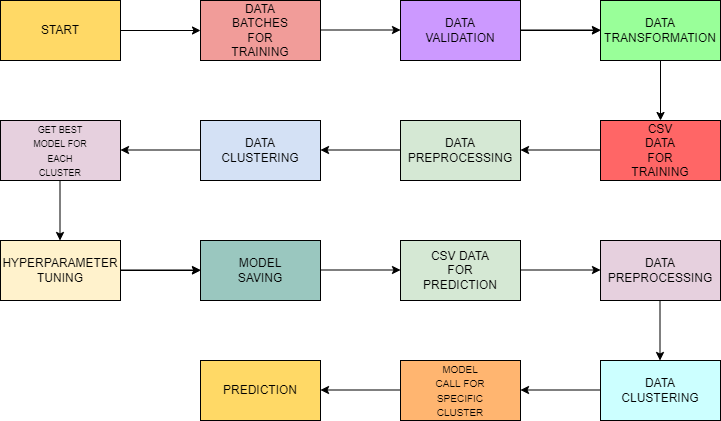 START
DATA
BATCHES
FOR
TRAINING
DATA
VALIDATION
DATA
TRANSFORMATION
GET BEST
MODEL FOR
EACH
CLUSTER
DATA
CLUSTERING
DATA
PREPROCESSING
CSV
DATA
FOR
TRAINING
HYPERPARAMETER
TUNING
MODEL
SAVING
CSV DATA
FOR
PREDICTION
DATA
PREPROCESSING
PREDICTION
MODEL
CALL FOR
SPECIFIC
CLUSTER
DATA
CLUSTERING